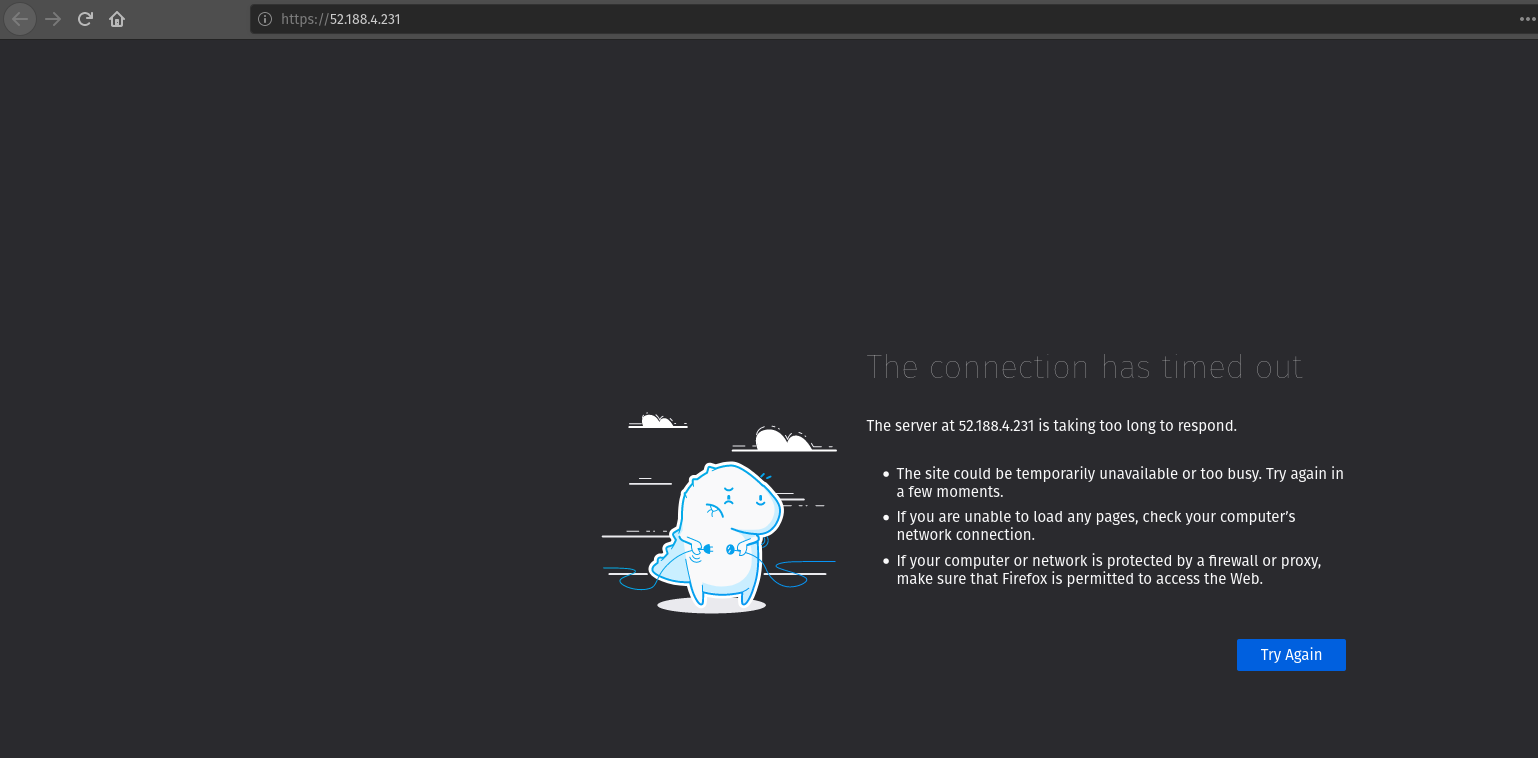 https://52.188.4.231
The connection has timed out
The server at 52.188.4.231 is taking too long to respond.
The site could be temporarily unavailable or too busy. Try again in
a few moments.
If you are unable to load any pages, check your computer’s
network connection.
If your computer or network is protected by a firewall or proxy,
make sure that Firefox is permitted to access the Web.
Try Again